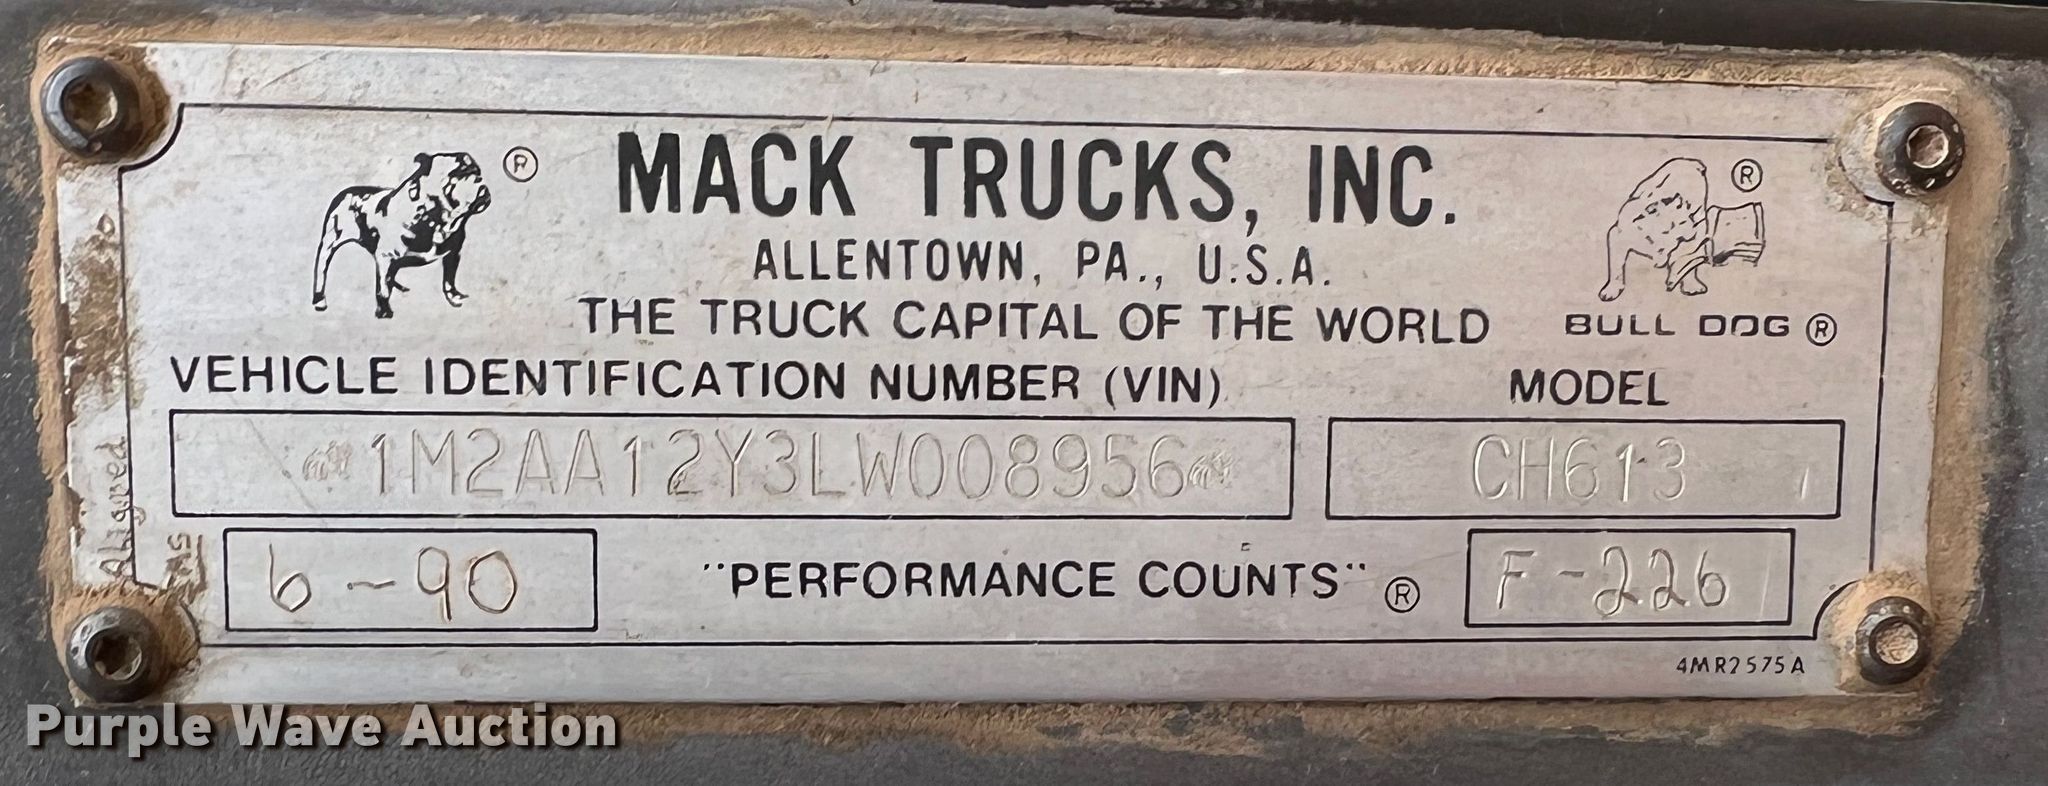 MACK TRUCKS, INC. ®
®
ALLENTOWN, PA., U.S.A.
THE TRUCK CAPITAL OF THE WORLD
BULL DOG ®
VEHICLE IDENTIFICATION NUMBER (VIN)
MODEL
1M2AA12Y3LW008956
CH613
6-90
"PERFORMANCE COUNTS" ®
F-226
4MR2575A
Purple Wave Auction